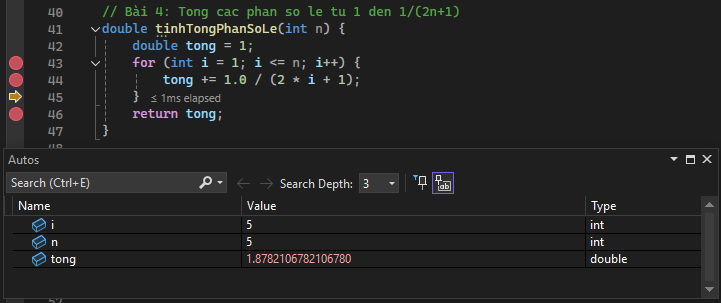 40 // Bài 4: Tong cac phan so le tu 1 den 1/(2n+1)
41 double tinhTongPhanSoLe(int n) {
42 double tong = 1;
43 for (int i = 1; i <= n; i++) {
44 tong += 1.0 / (2 * i + 1);
45 } ≤ 1ms elapsed
46 return tong;
47 }
Autos
Search (Ctrl+E) Search Depth: 3
Name Value Type
i 5 int
n 5 int
tong 1.8782106782106780 double